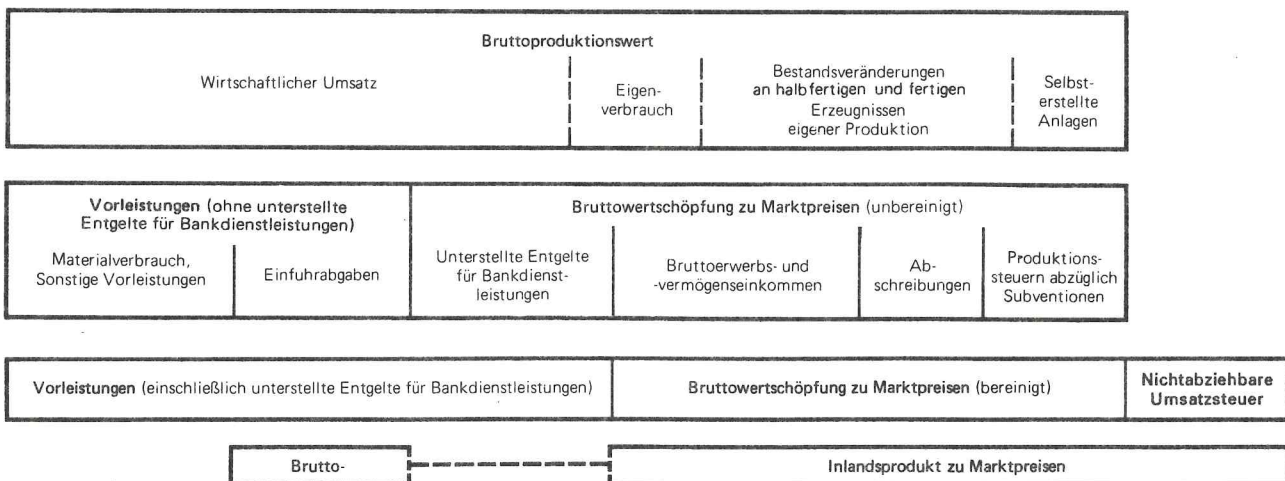 Bruttoproduktionswert
Wirtschaftlicher Umsatz
Eigen-
verbrauch
Bestandsveränderungen
an halbfertigen und fertigen
Erzeugnissen
eigener Produktion
Selbst-
erstellte
Anlagen
Vorleistungen (ohne unterstellte
Entgelte für Bankdienstleistungen)
Bruttowertschöpfung zu Marktpreisen (unbereinigt)
Materialverbrauch,
Sonstige Vorleistungen
Einfuhrabgaben
Unterstellte Entgelte
für Bankdienst-
leistungen
Bruttoerwerbs- und
-vermögenseinkommen
Ab-
schreibungen
Produktions-
steuern abzüglich
Subventionen
Vorleistungen (einschließlich unterstellte Entgelte für Bankdienstleistungen)
Bruttowertschöpfung zu Marktpreisen (bereinigt)
Nichtabziehbare
Umsatzsteuer
Brutto-
Inlandsprodukt zu Marktpreisen